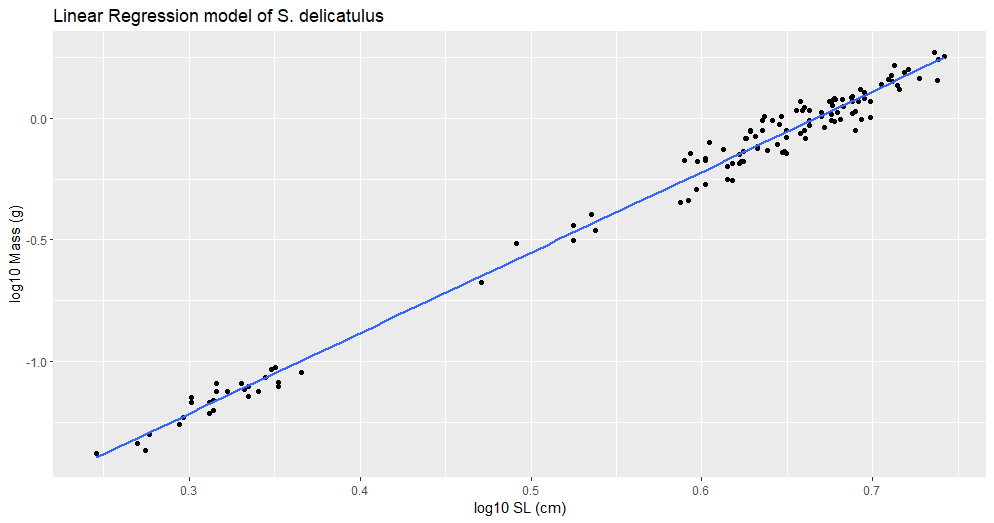 Linear Regression model of S. delicatulus
0.0
-0.5
-1.0
log10 Mass (g)
0.3 0.4 0.5 0.6 0.7
log10 SL (cm)